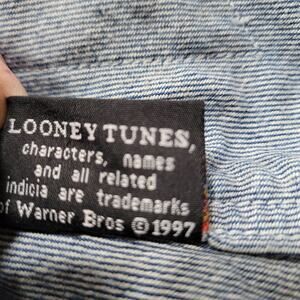 LOONEY TUNES,
characters, names
and all related
indicia are trademarks
of Warner Bros © 1997